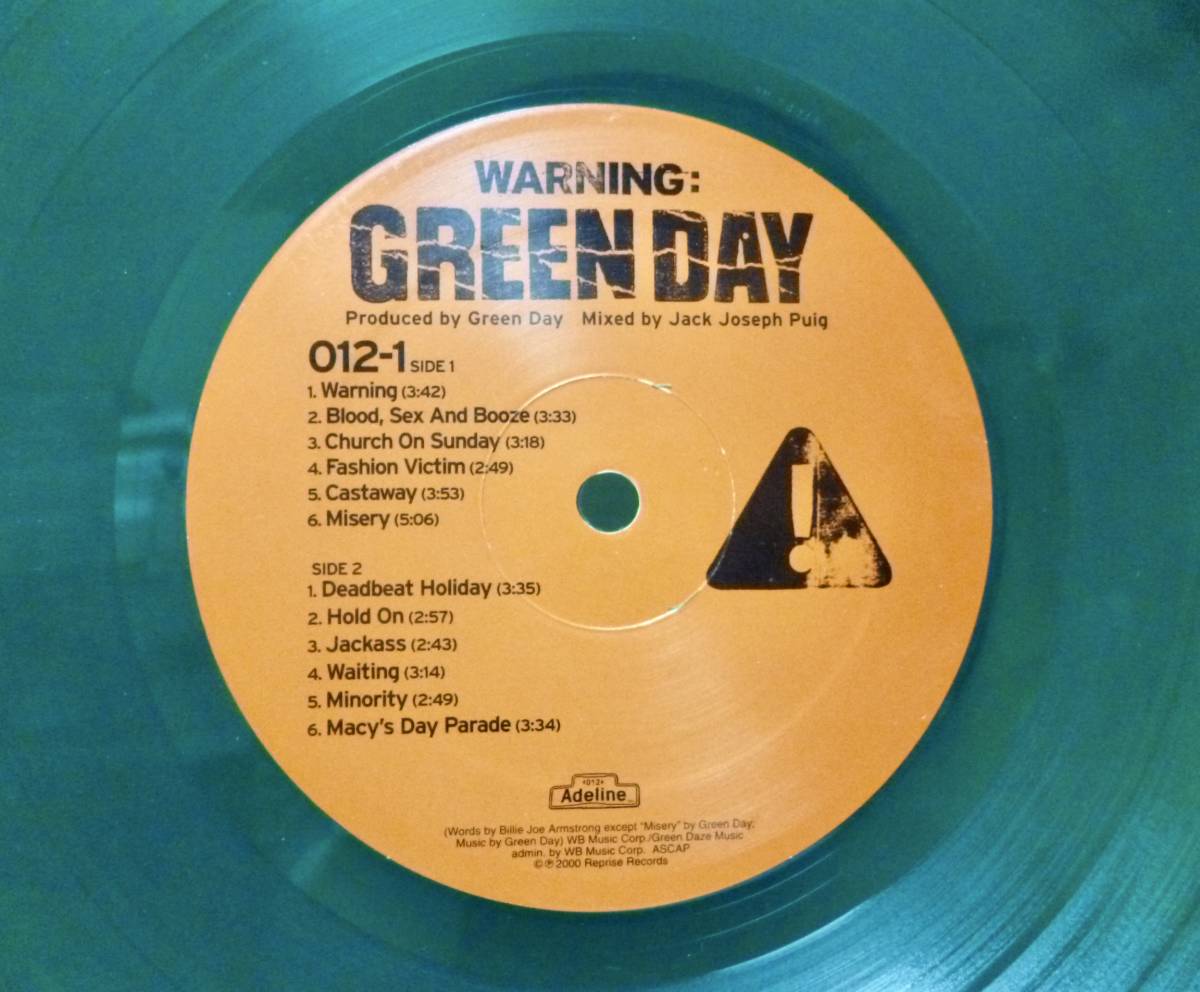 WARNING:
GREEN DAY
Produced by Green Day Mixed by Jack Joseph Puig
012-1 SIDE 1
1. Warning (3:42)
2. Blood, Sex And Booze (3:33)
3. Church On Sunday (3:18)
4. Fashion Victim (2:49)
5. Castaway (3:53)
6. Misery (5:06)
SIDE 2
1. Deadbeat Holiday (3:35)
2. Hold On (2:57)
3. Jackass (2:43)
4. Waiting (3:14)
5. Minority (2:49)
6. Macy's Day Parade (3:34)
!
•012•
Adeline
(Words by Billie Joe Armstrong except "Misery" by Green Day;
Music by Green Day) WB Music Corp./Green Daze Music
admin. by WB Music Corp. ASCAP
©℗2000 Reprise Records